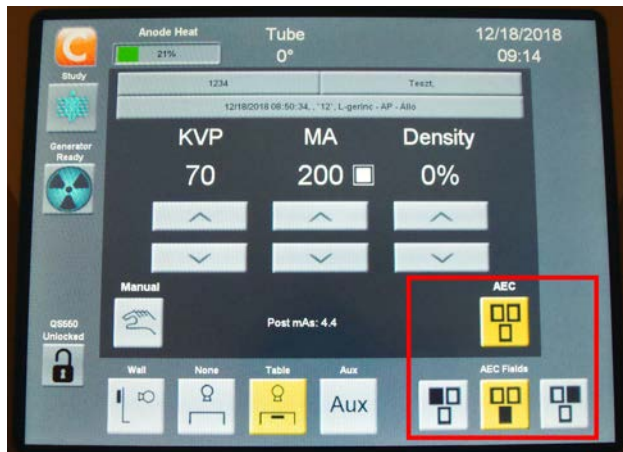 Anode Heat
21%
Tube
0°
12/18/2018
09:14
Study
1234
Teszt,
12/18/2018 08:50:34, , '12', L-gerinc - AP - Álló
Generator
Ready
KVP
MA
Density
70
200
0%
Manual
AEC
Post mAs: 4.4
QS550
Unlocked
Wall
None
Table
Aux
AEC Fields
Aux